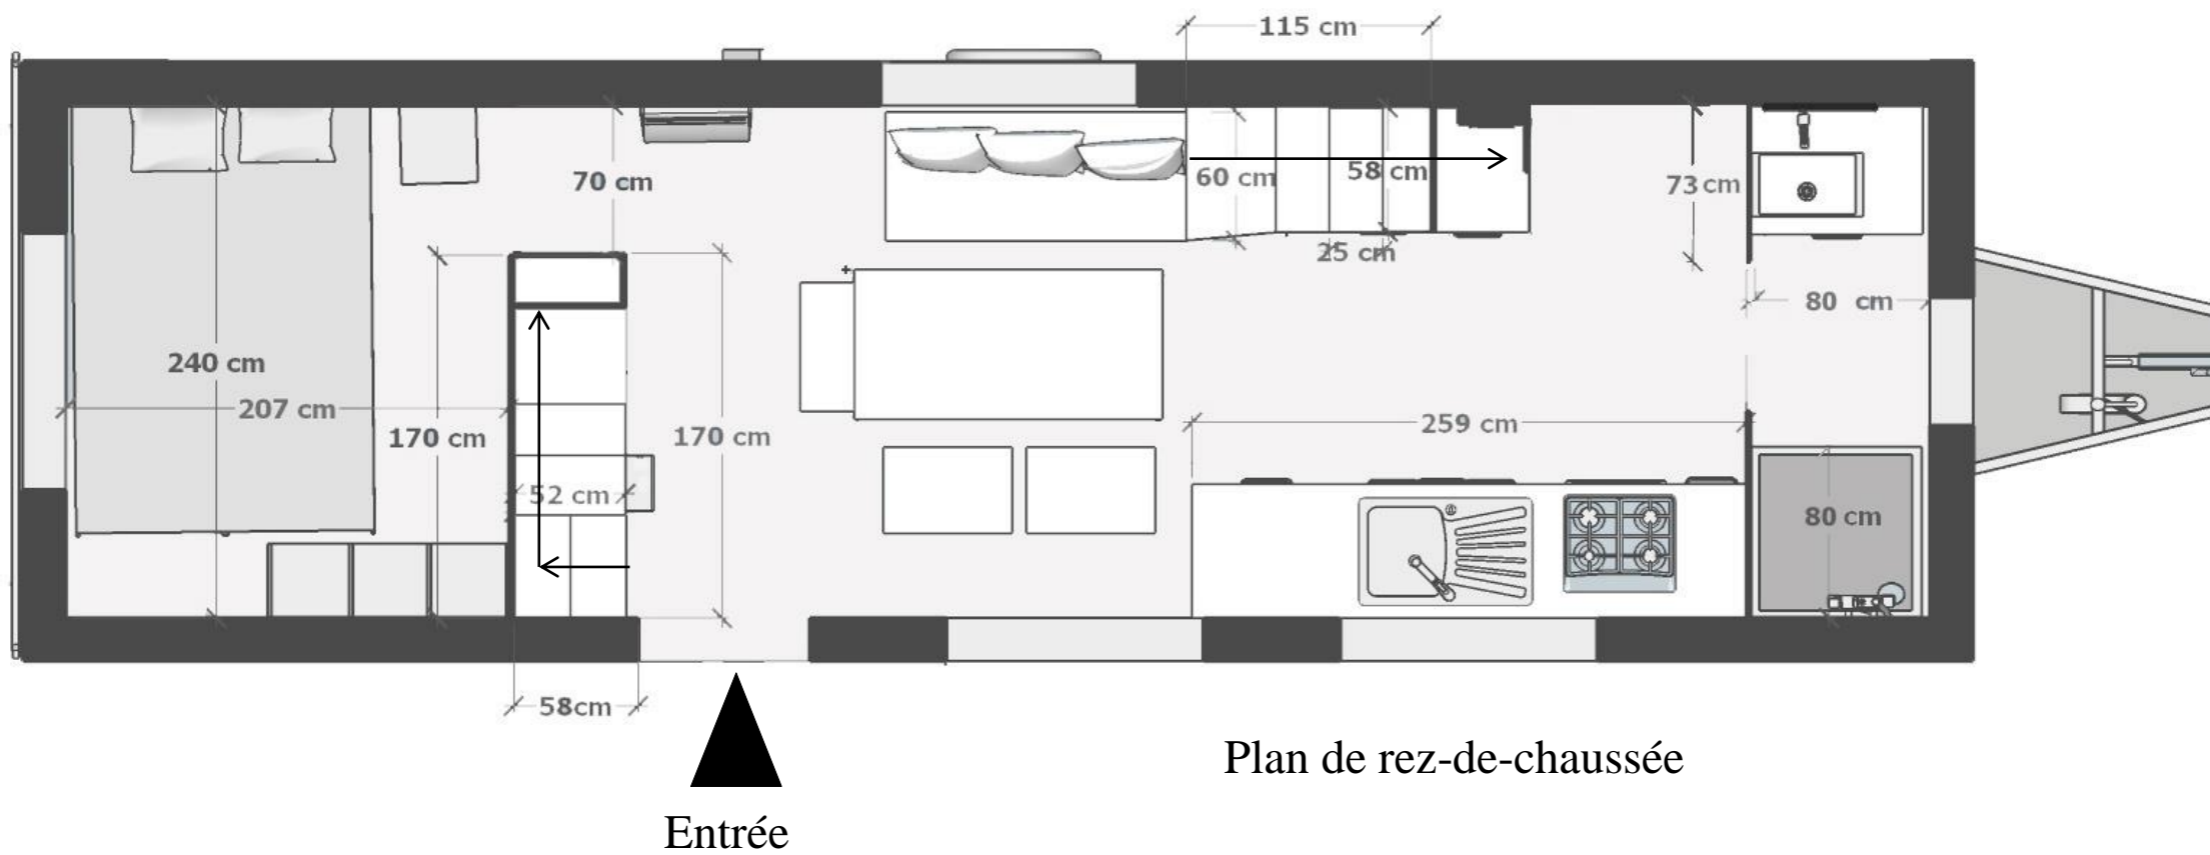 115 cm
70 cm
60 cm
58 cm
73 cm
25 cm
80 cm
240 cm
207 cm
170 cm
170 cm
259 cm
52 cm
80 cm
58cm
Plan de rez-de-chaussée
Entrée